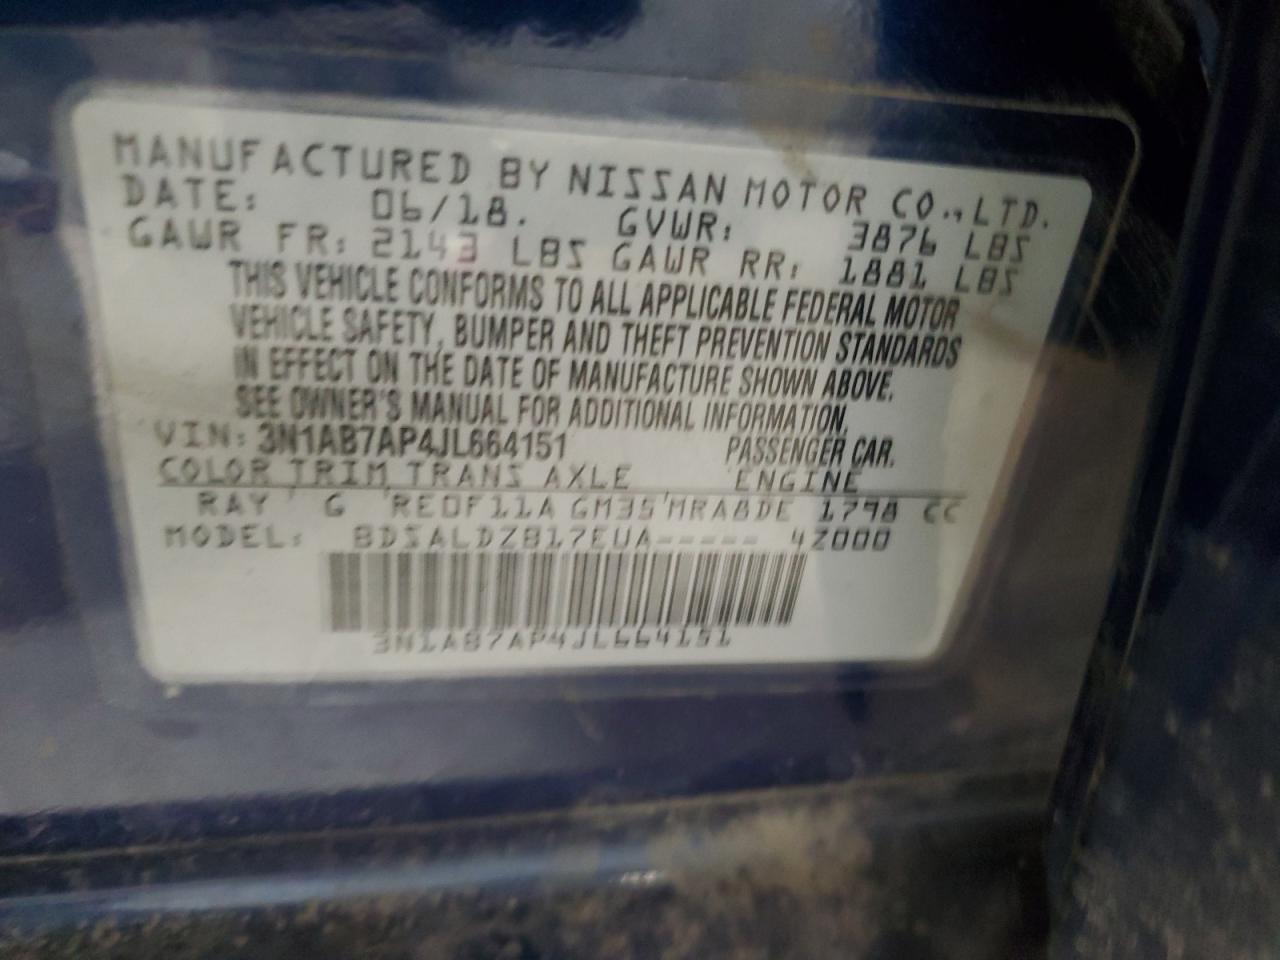 MANUFACTURED BY NISSAN MOTOR CO., LTD.
DATE: 06/18. GVWR: 3876 LBS
GAWR FR: 2143 LBS GAWR RR: 1881 LBS
THIS VEHICLE CONFORMS TO ALL APPLICABLE FEDERAL MOTOR
VEHICLE SAFETY, BUMPER AND THEFT PREVENTION STANDARDS
IN EFFECT ON THE DATE OF MANUFACTURE SHOWN ABOVE.
SEE OWNER'S MANUAL FOR ADDITIONAL INFORMATION.
VIN: 3N1AB7AP4JL664151 PASSENGER CAR.
COLOR TRIM TRANS AXLE ENGINE
RAY G RE0F11A GM35 MRA8DE 1798 CC
MODEL: BDSALDZB17EUA----- 4Z000
3N1AB7AP4JL664151